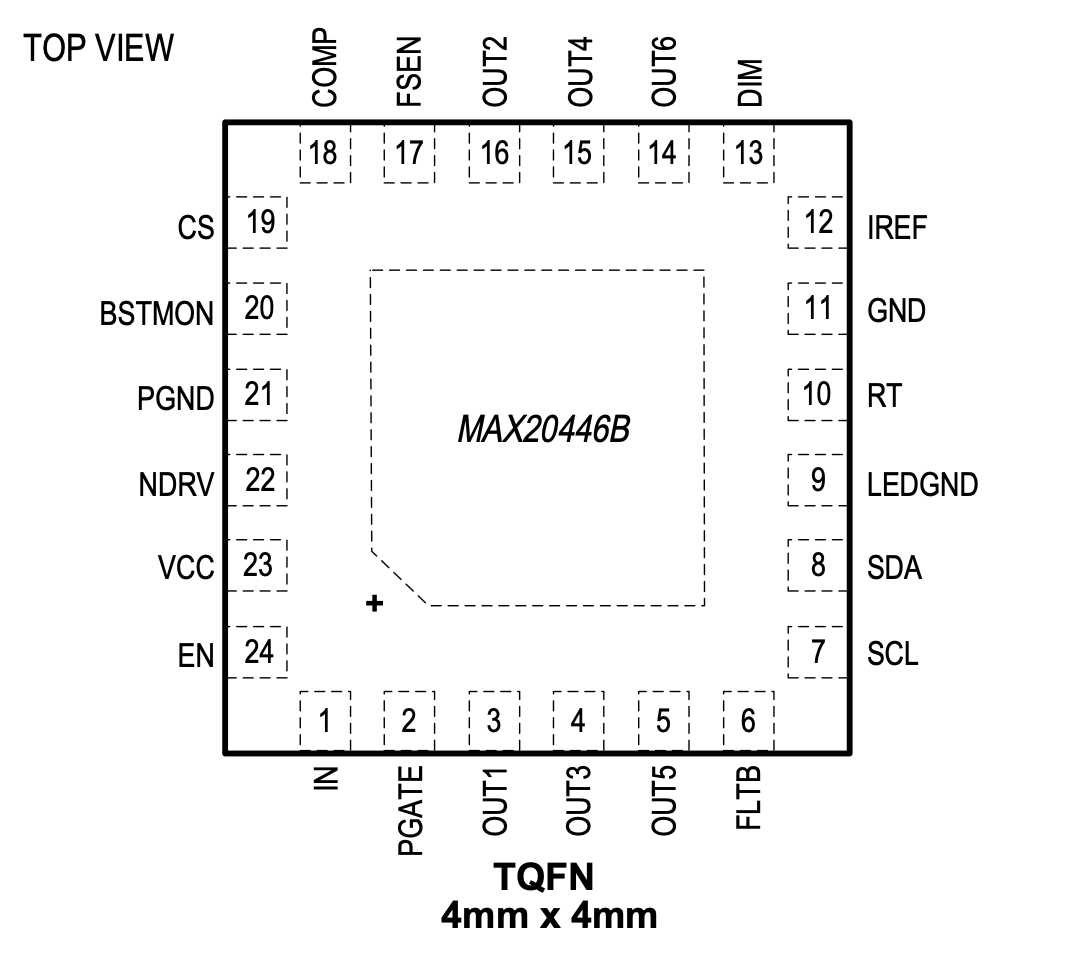 TOP VIEW
COMP FSEN OUT2 OUT4 OUT6 DIM
18 17 16 15 14 13
CS 19 12 IREF
BSTMON 20 11 GND
PGND 21 10 RT
MAX20446B
NDRV 22 9 LEDGND
VCC 23 8 SDA
+
EN 24 7 SCL
1 2 3 4 5 6
IN PGATE OUT1 OUT3 OUT5 FLTB
TQFN
4mm x 4mm